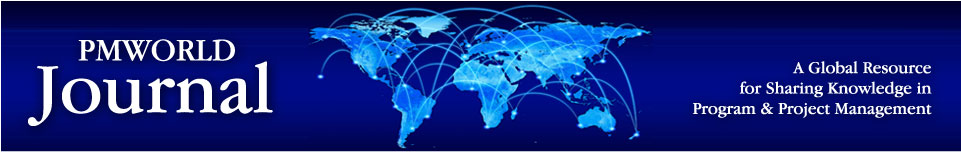 PMWORLD
Journal
A Global Resource
for Sharing Knowledge in
Program & Project Management